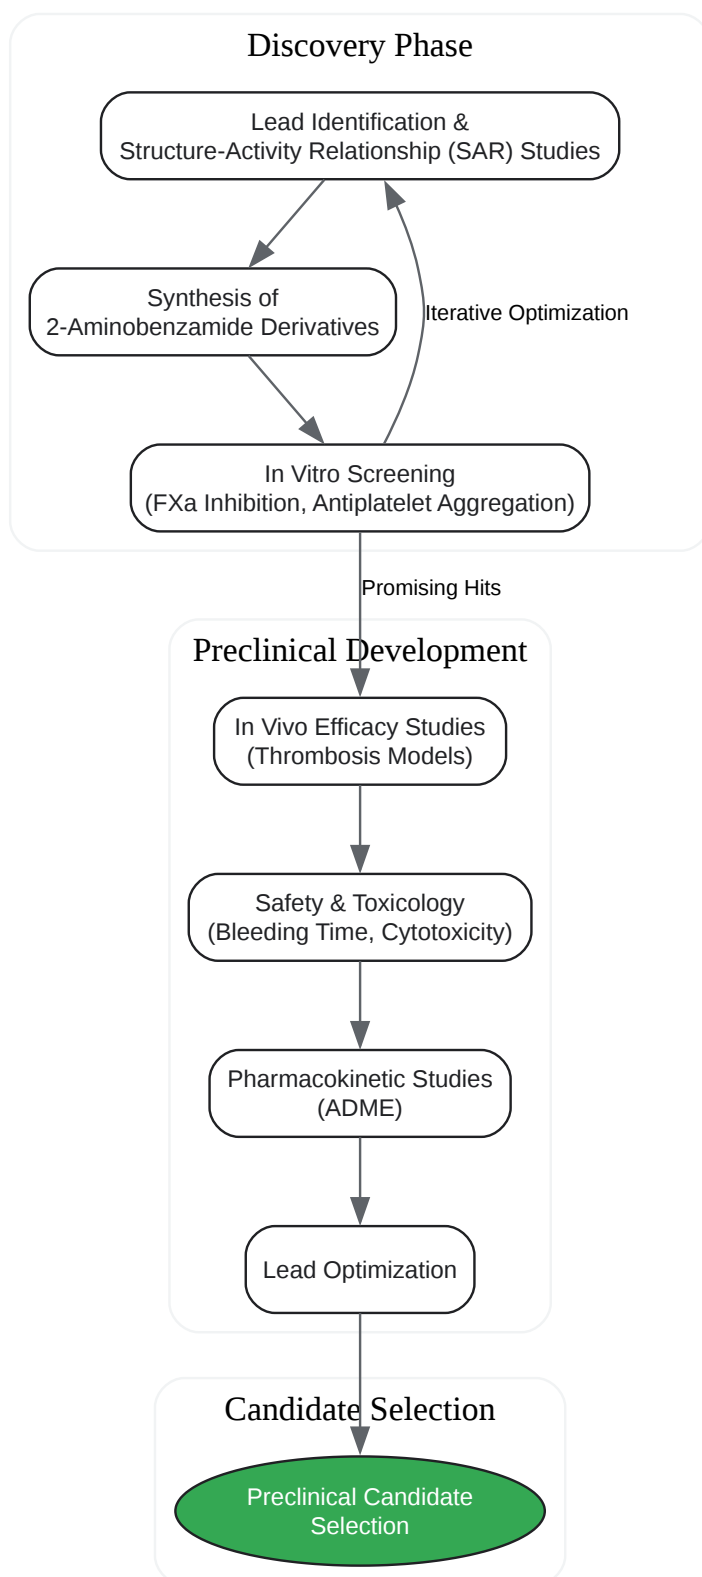 Discovery Phase
Lead Identification &
Structure-Activity Relationship (SAR) Studies
Synthesis of
2-Aminobenzamide Derivatives
Iterative Optimization
In Vitro Screening
(FXa Inhibition, Antiplatelet Aggregation)
Promising Hits
Preclinical Development
In Vivo Efficacy Studies
(Thrombosis Models)
Safety & Toxicology
(Bleeding Time, Cytotoxicity)
Pharmacokinetic Studies
(ADME)
Lead Optimization
Candidate Selection
Preclinical Candidate
Selection